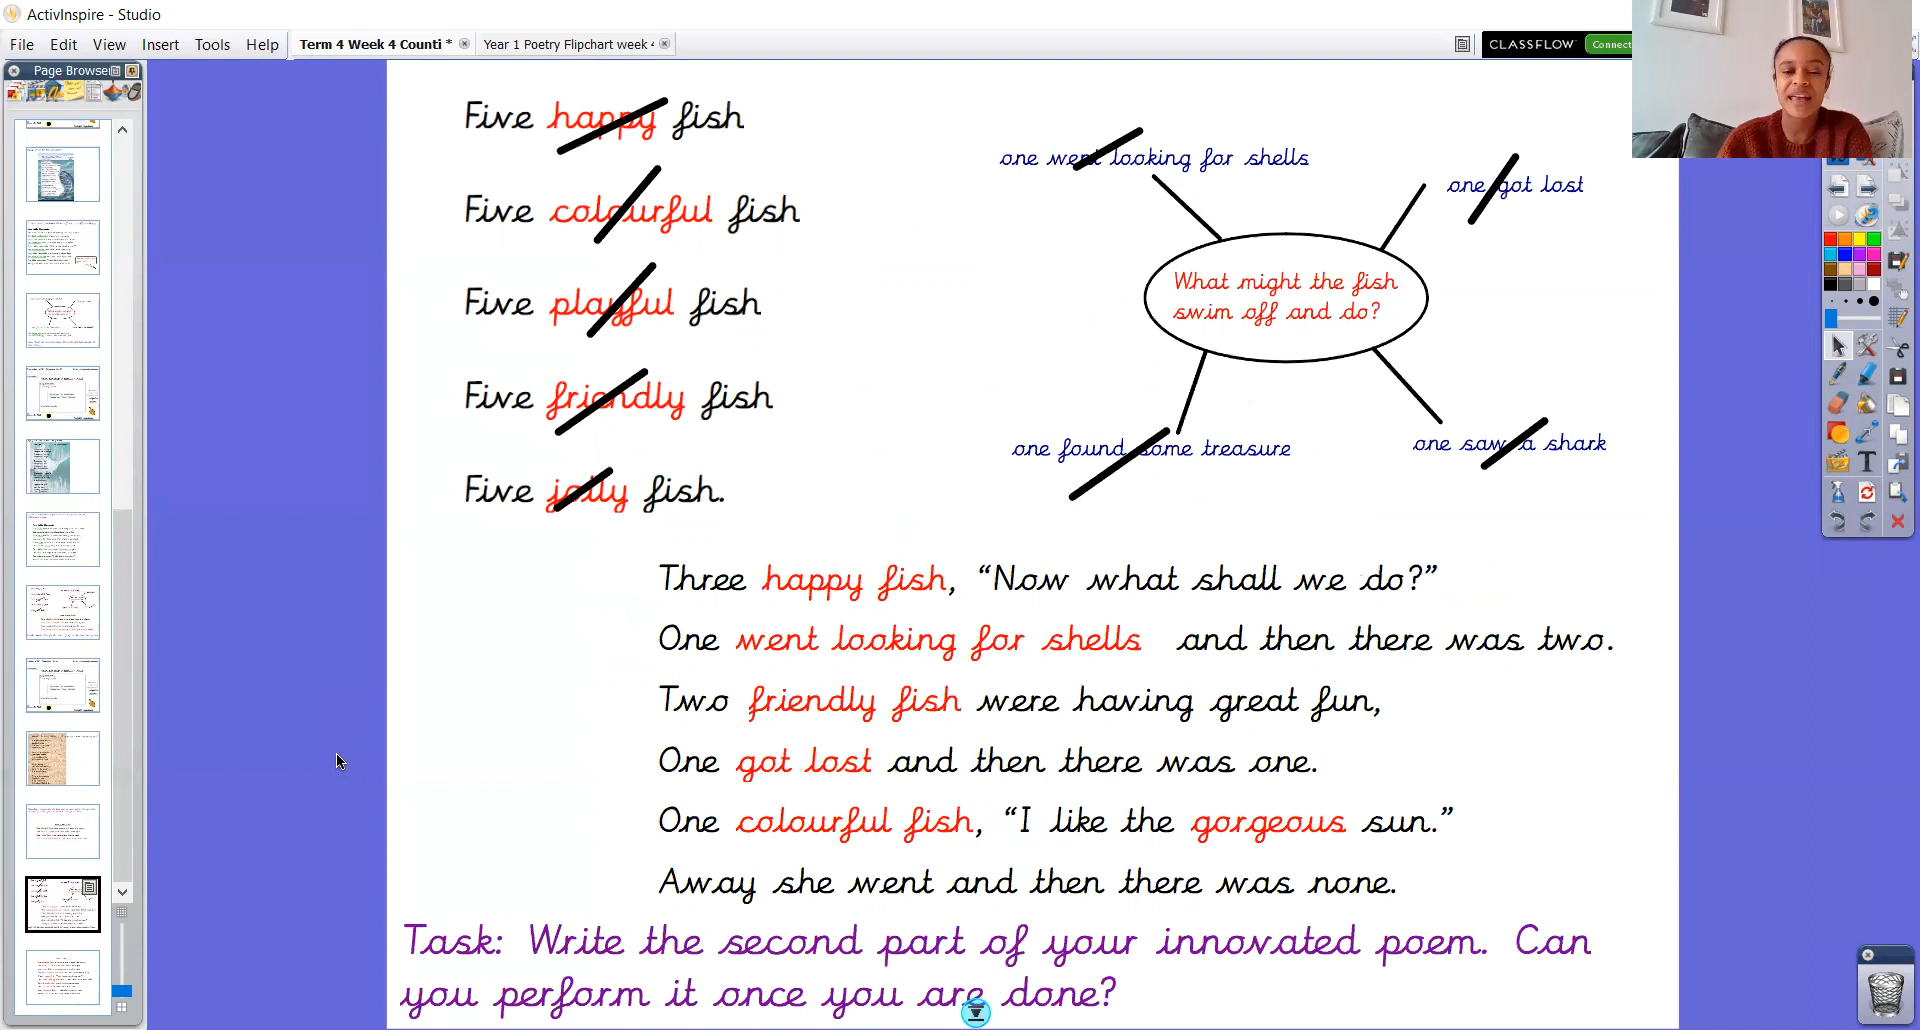 ActivInspire - Studio
File Edit View Insert Tools Help
Term 4 Week 4 Counti *
Year 1 Poetry Flipchart week
CLASSFLOW
Connect
Page Browser
Five happy fish
Five colourful fish
Five playful fish
Five friendly fish
Five jolly fish.
one went looking for shells
one got lost
What might the fish
swim off and do?
one found some treasure
one saw a shark
Three happy fish, “Now what shall we do?”
One went looking for shells and then there was two.
Two friendly fish were having great fun,
One got lost and then there was one.
One colourful fish, “I like the gorgeous sun.”
Away she went and then there was none.
Task: Write the second part of your innovated poem. Can
you perform it once you are done?